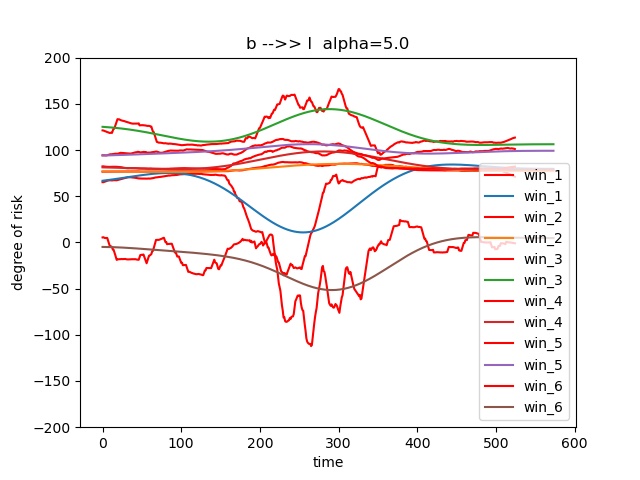 b -->> I  alpha=5.0
200
150
100
50
0
−50
−100
−150
−200
degree of risk
0 100 200 300 400 500 600
time
win_1
win_1
win_2
win_2
win_3
win_3
win_4
win_4
win_5
win_5
win_6
win_6